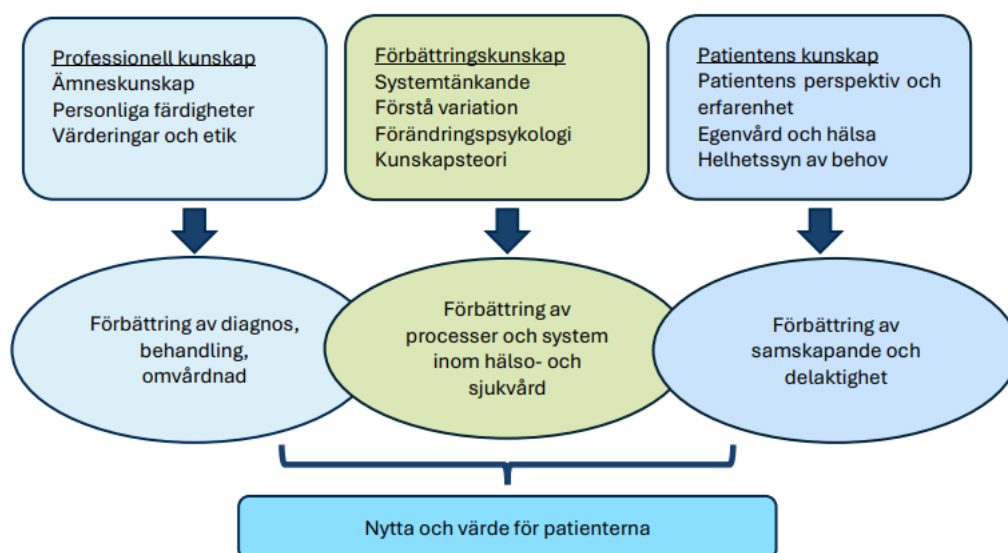 Professionell kunskap
Ämneskunskap
Personliga färdigheter
Värderingar och etik
Förbättringskunskap
Systemtänkande
Förstå variation
Förändringspsykologi
Kunskapsteori
Patientens kunskap
Patientens perspektiv och
erfarenhet
Egenvård och hälsa
Helhetssyn av behov
Förbättring av diagnos,
behandling,
omvårdnad
Förbättring av
processer och system
inom hälso- och
sjukvård
Förbättring av
samskapande och
delaktighet
Nytta och värde för patienterna